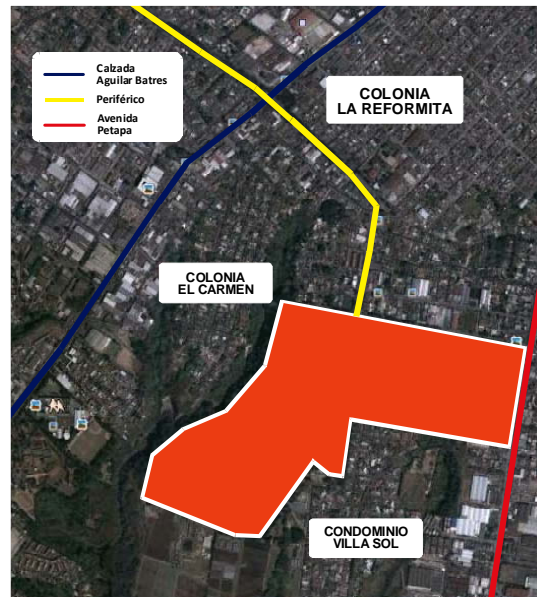 Calzada
Aguilar Batres
Periférico
Avenida
Petapa
COLONIA
LA REFORMITA
COLONIA
EL CARMEN
CONDOMINIO
VILLA SOL